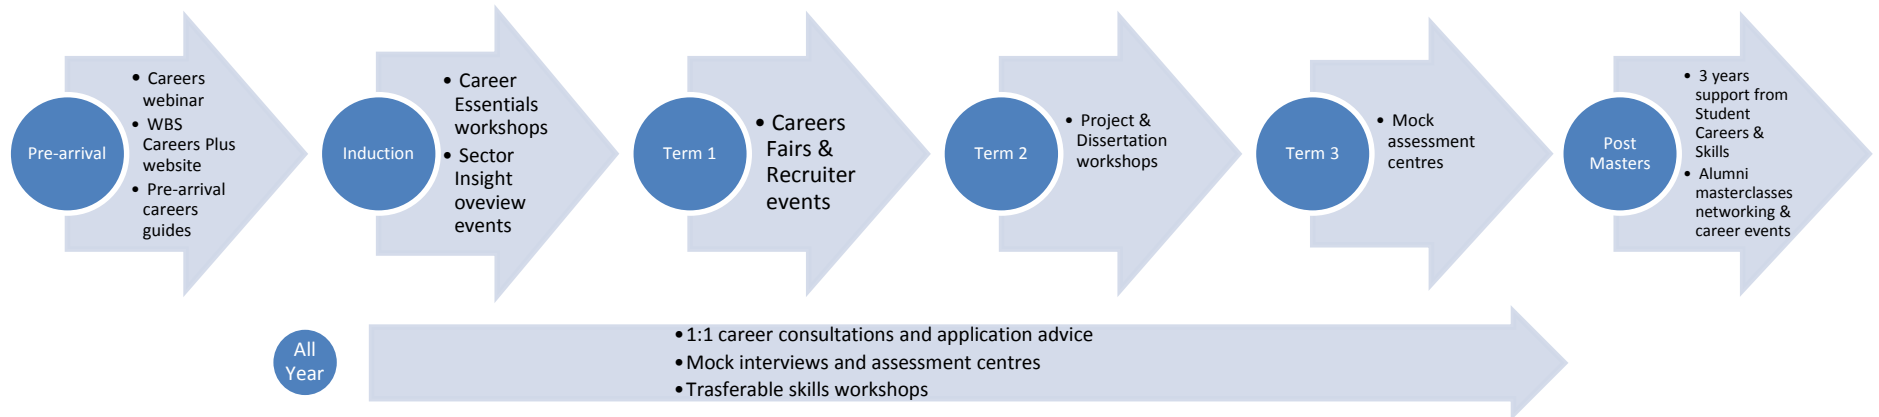 Pre-arrival
• Careers
webinar
• WBS
Careers Plus
website
• Pre-arrival
careers
guides
Induction
• Career
Essentials
workshops
• Sector
Insight
oveview
events
Term 1
• Careers
Fairs &
Recruiter
events
Term 2
• Project &
Dissertation
workshops
Term 3
• Mock
assessment
centres
Post
Masters
• 3 years
support from
Student
Careers &
Skills
• Alumni
masterclasses
networking &
career events
All
Year
• 1:1 career consultations and application advice
• Mock interviews and assessment centres
• Trasferable skills workshops